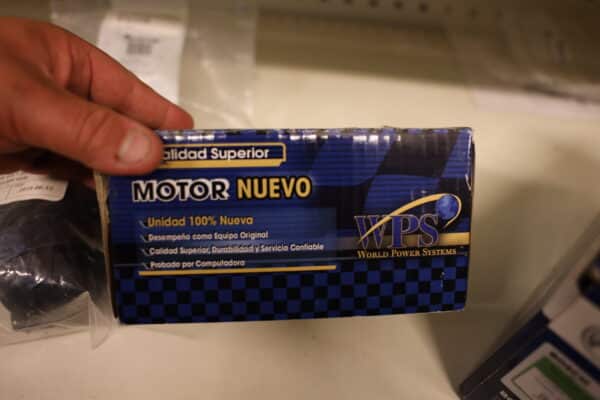 alidad Superior
MOTOR NUEVO
Unidad 100% Nueva
Desempeño como Equipo Original
Calidad Superior, Durabilidad y Servicio Confiable
Probado por Computadora
WPS
WORLD POWER SYSTEMS